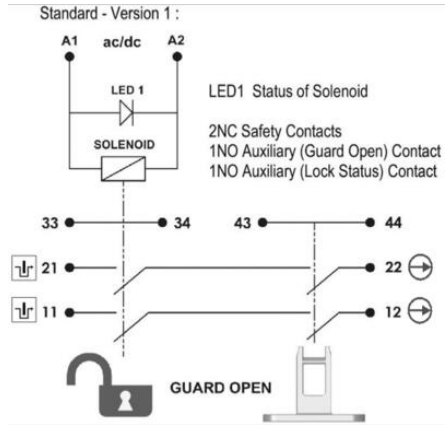 Standard - Version 1 :
A1 ac/dc A2
LED 1
LED1 Status of Solenoid
SOLENOID
2NC Safety Contacts
1NO Auxiliary (Guard Open) Contact
1NO Auxiliary (Lock Status) Contact
33 34 43 44
21 22
11 12
GUARD OPEN